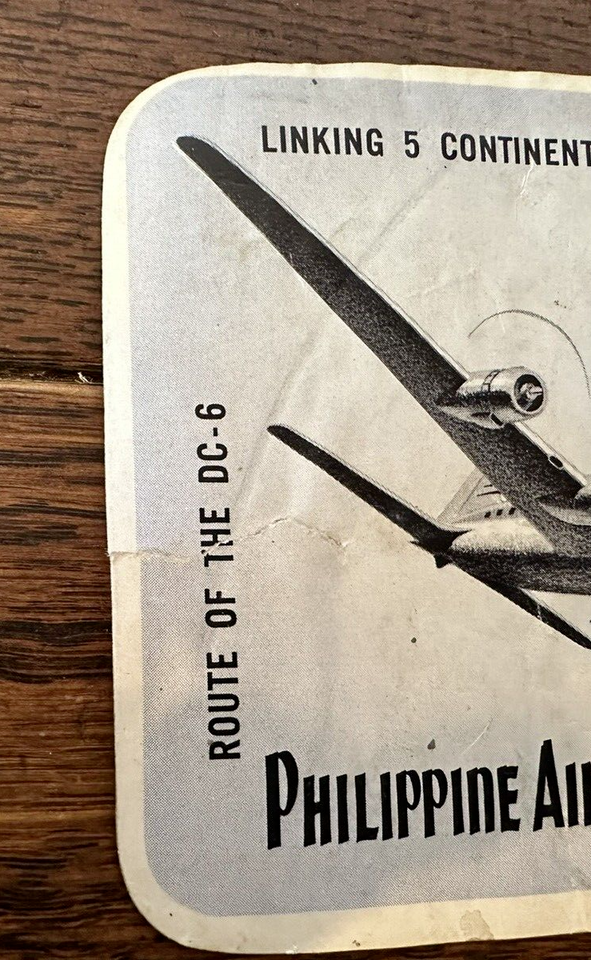 LINKING 5 CONTINENT
ROUTE OF THE DC-6
PHILIPPINE AI